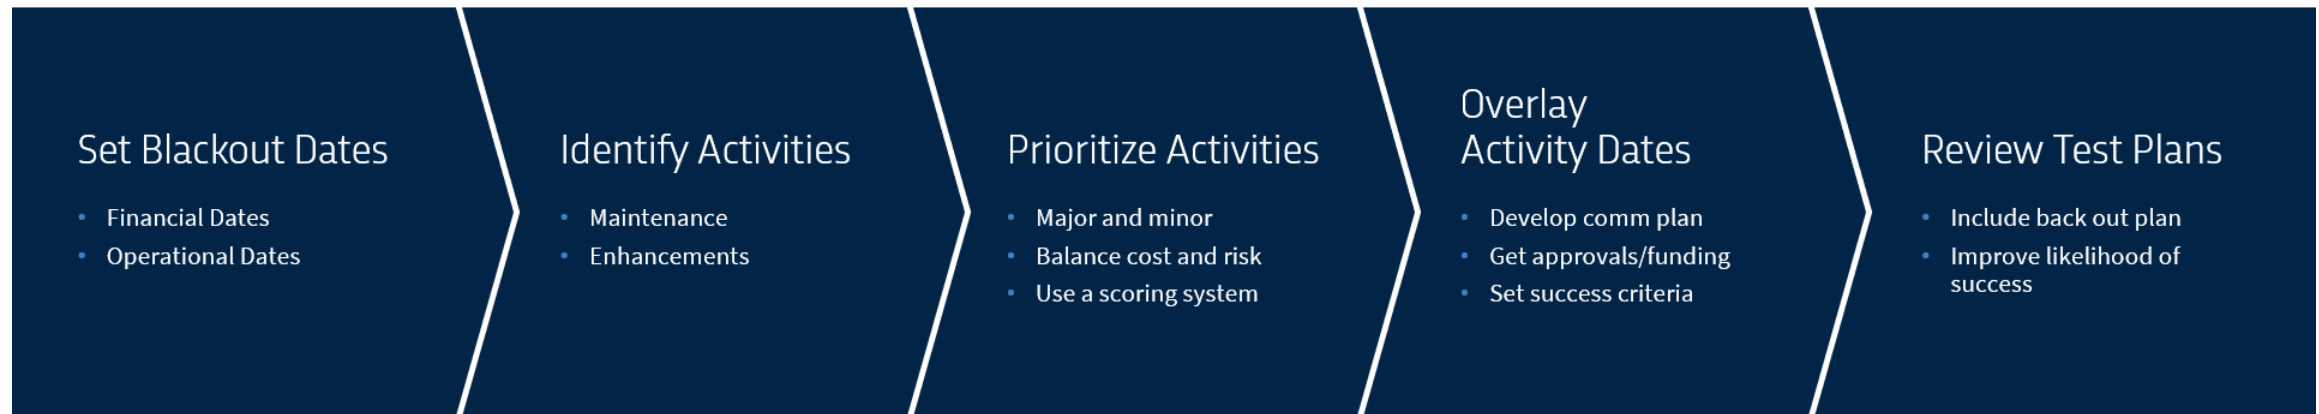 Set Blackout Dates
• Financial Dates
• Operational Dates
Identify Activities
• Maintenance
• Enhancements
Prioritize Activities
• Major and minor
• Balance cost and risk
• Use a scoring system
Overlay
Activity Dates
• Develop comm plan
• Get approvals/funding
• Set success criteria
Review Test Plans
• Include back out plan
• Improve likelihood of
success